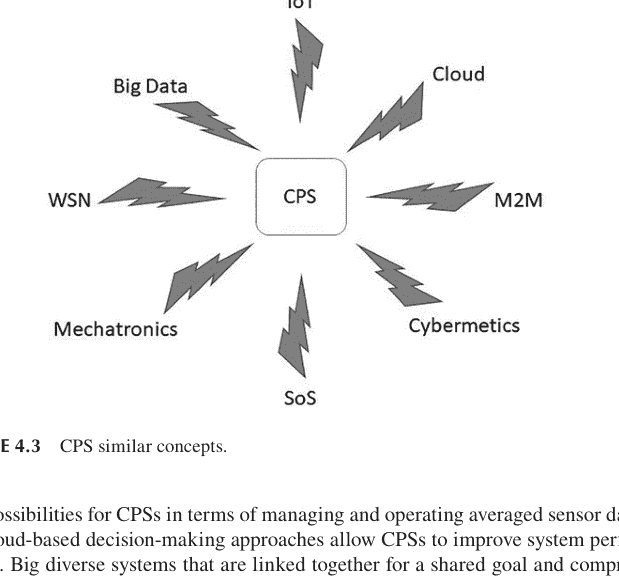 IoT
Big Data
Cloud
WSN
CPS
M2M
Mechatronics
Cybermetics
SoS
E 4.3 CPS similar concepts.
ossibilities for CPSs in terms of managing and operating averaged sensor da
oud-based decision-making approaches allow CPSs to improve system perf
. Big diverse systems that are linked together for a shared goal and compr